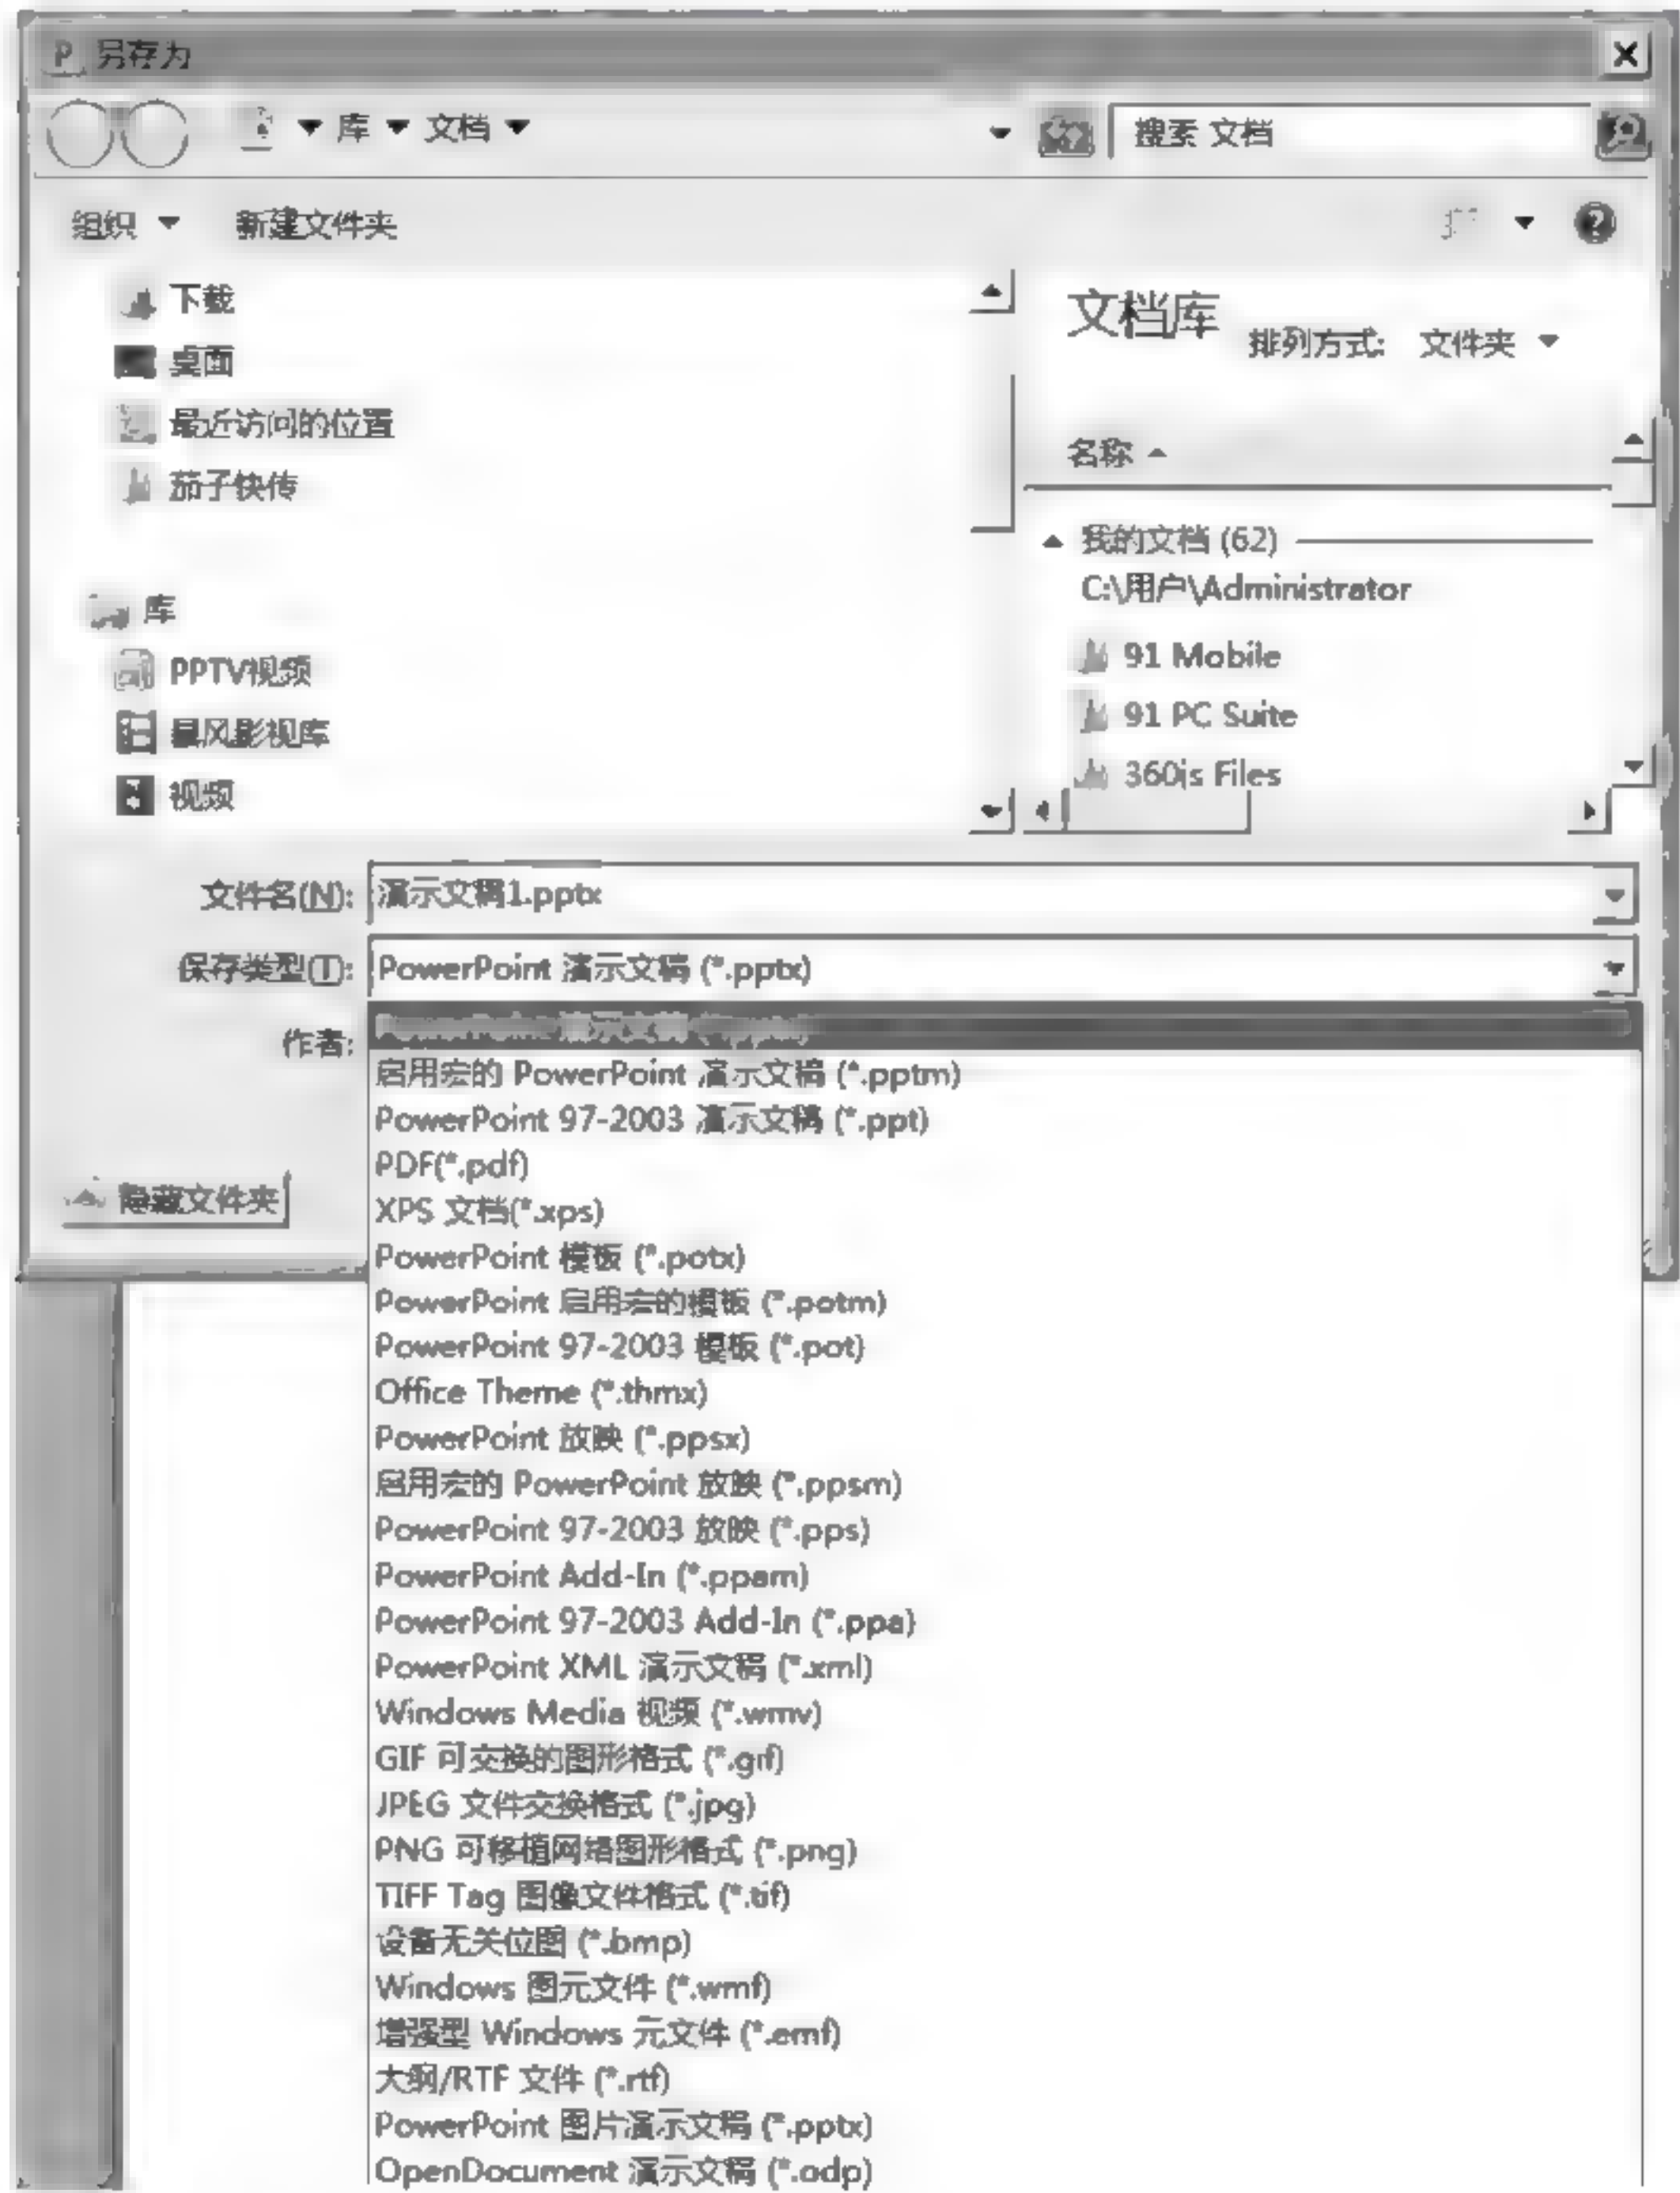 P 另存为
库 文档
搜索 文档
组织 新建文件夹
下载
桌面
最近访问的位置
茄子快传
库
PPTV视频
暴风影视库
视频
文档库
排列方式: 文件夹
名称
我的文档 (62)
C:\用户\Administrator
91 Mobile
91 PC Suite
360js Files
文件名(N): 演示文稿1.pptx
保存类型(T): PowerPoint 演示文稿 (*.pptx)
作者: PowerPoint 演示文稿 (*.pptx)
启用宏的 PowerPoint 演示文稿 (*.pptm)
PowerPoint 97-2003 演示文稿 (*.ppt)
PDF(*.pdf)
XPS 文档(*.xps)
隐藏文件夹
PowerPoint 模板 (*.potx)
PowerPoint 启用宏的模板 (*.potm)
PowerPoint 97-2003 模板 (*.pot)
Office Theme (*.thmx)
PowerPoint 放映 (*.ppsx)
启用宏的 PowerPoint 放映 (*.ppsm)
PowerPoint 97-2003 放映 (*.pps)
PowerPoint Add-In (*.ppam)
PowerPoint 97-2003 Add-In (*.ppa)
PowerPoint XML 演示文稿 (*.xml)
Windows Media 视频 (*.wmv)
GIF 可交换的图形格式 (*.gif)
JPEG 文件交换格式 (*.jpg)
PNG 可移植网络图形格式 (*.png)
TIFF Tag 图像文件格式 (*.tif)
设备无关位图 (*.bmp)
Windows 图元文件 (*.wmf)
增强型 Windows 元文件 (*.emf)
大纲/RTF 文件 (*.rtf)
PowerPoint 图片演示文稿 (*.pptx)
OpenDocument 演示文稿 (*.odp)